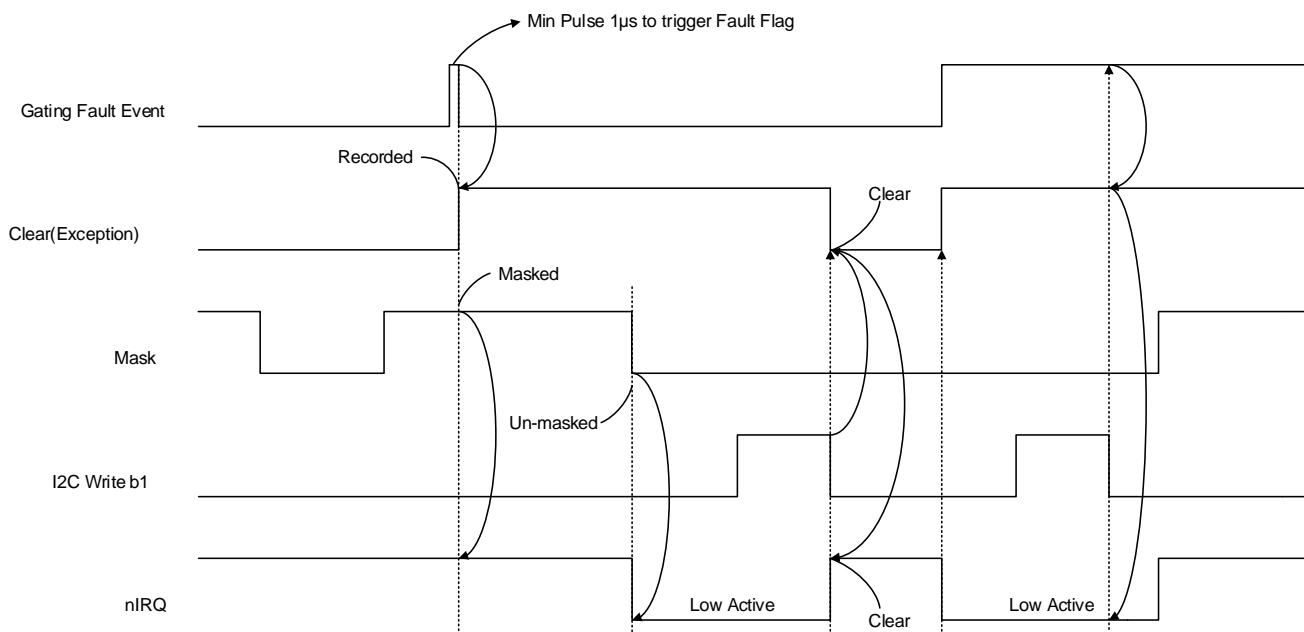 Min Pulse 1µs to trigger Fault Flag
Gating Fault Event
Recorded
Clear
Clear(Exception)
Masked
Mask
Un-masked
I2C Write b1
nIRQ
Low Active
Clear
Low Active